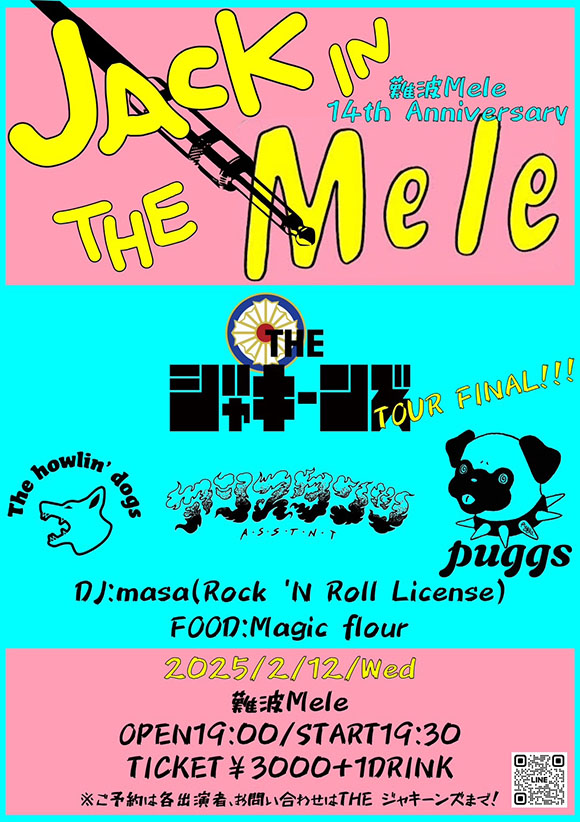 JACK IN
THE Mele
難波Mele
14th Anniversary
THE
ジャキーンズ
TOUR FINAL!!!
The howlin' dogs
A·S·S·T·N·T
puggs
DJ:masa(Rock 'N Roll License)
FOOD:Magic flour
2025/2/12/Wed
難波Mele
OPEN19:00/START19:30
TICKET￥3000+1DRINK
※ご予約は各出演者、お問い合わせはTHE ジャキーンズまで!
LINE